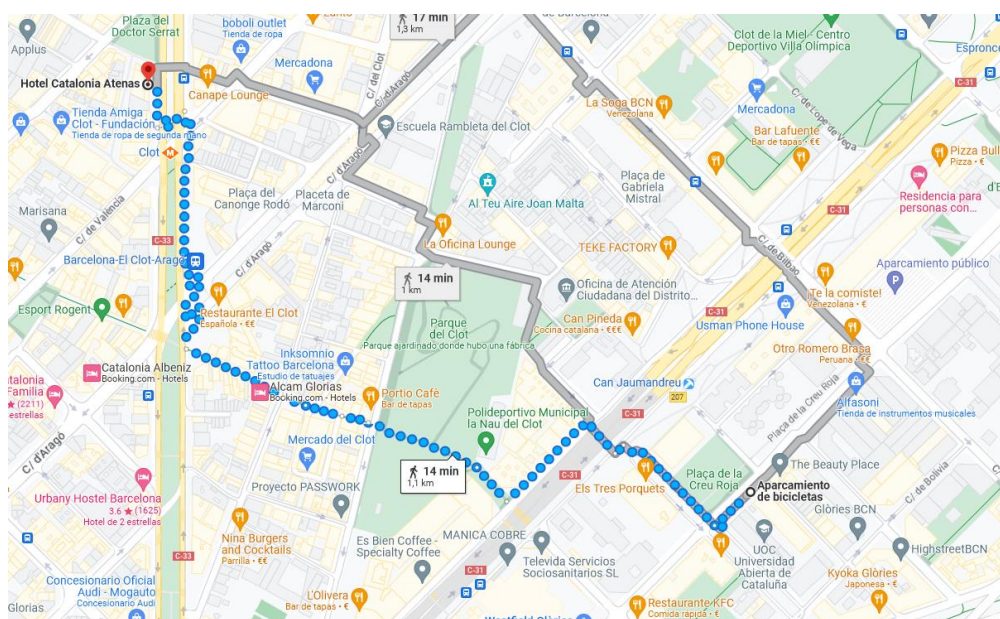 Plaza del
Doctor Serrat
Applus
boboli outlet
Tienda de ropa
Mercadona
17 min
1,3 km
de Barcelona
Clot de la Mel - Centro
Deportivo Villa Olímpica
Hotel Catalonia Atenas
Canape Lounge
C/ del Clot
C/ d'Aragó
La Soga BCN
Venezolana
Mercadona
C/ de Lope de Vega
Tienda Amiga
Clot - Fundación
Tienda de ropa de segunda mano
Clot
Escuela Rambleta del Clot
Bar Lafuente
Bar de tapas • €€
Pizza Bull
Pizza • €
C/ d'Aragó
Plaça del
Canonge Rodó
Placeta de
Marconi
Al Teu Aire Joan Malta
Plaça de
Gabriela
Mistral
Residencia para
personas con...
C-31
Marisana
C/ de València
C-33
La Oficina Lounge
TEKE FACTORY
C/ de Bilbao
Barcelona-El Clot-Aragó
C/ d'Aragó
14 min
1 km
Oficina de Atención
Ciudadana del Distrito...
Aparcamiento público
¡Te la comiste!
Venezolana • €
Esport Rogent
Restaurante El Clot
Española • €€
Parque
del Clot
Parque ajardinado donde hubo una fábrica
Can Pineda
Cocina catalana • €€€
C-31
Usman Phone House
Otro Romero Brasa
Peruana • €€
Catalonia Albeniz
Booking.com - Hotels
Inksomnio
Tattoo Barcelona
Estudio de tatuajes
Alcam Glorias
Booking.com - Hotels
Can Jaumandreu
207
Plaça de la Creu Roja
Alfasoni
Tienda de instrumentos musicales
Catalonia
Familia
(2211)
estrellas
Portio Cafè
Bar de tapas
Polideportivo Municipal
la Nau del Clot
C-31
C/ d'Aragó
Mercado del Clot
14 min
1,1 km
C-31
Els Tres Porquets
Plaça de la
Creu Roja
The Beauty Place
Aparcamiento
de bicicletas
C/ de Bolivia
Urbany Hostel Barcelona
3.6 ★ (1625)
Hotel de 2 estrellas
Proyecto PASSWORK
Glòries BCN
Nina Burgers
and Cocktails
Parrilla • €€
Es Bien Coffee -
Specialty Coffee
MANICA COBRE
Televida Servicios
Sociosanitarios SL
UOC
Universidad
Abierta de
Cataluña
HighstreetBCN
C-33
C-31
Kyoka Glòries
Japonesa • €
Concesionario Oficial
Audi - Mogauto
Concesionario Audi
Glorias
L'Olivera
Bar de tapas • €
Restaurante KFC
Comida rápida • €
Westfield Glòries